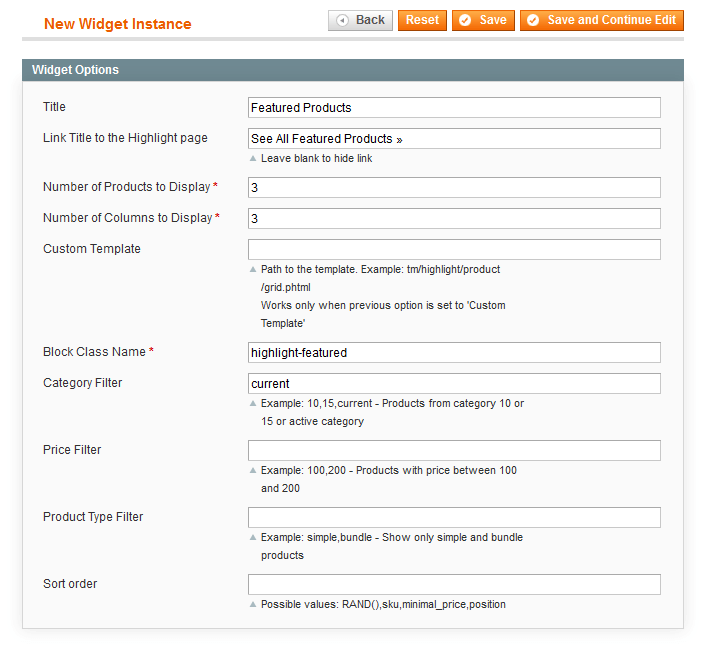 New Widget Instance
Back Reset Save Save and Continue Edit
Widget Options
Title Featured Products
Link Title to the Highlight page See All Featured Products »
Leave blank to hide link
Number of Products to Display * 3
Number of Columns to Display * 3
Custom Template
Path to the template. Example: tm/highlight/product
/grid.phtml
Works only when previous option is set to 'Custom
Template'
Block Class Name * highlight-featured
Category Filter current
Example: 10,15,current - Products from category 10 or
15 or active category
Price Filter
Example: 100,200 - Products with price between 100
and 200
Product Type Filter
Example: simple,bundle - Show only simple and bundle
products
Sort order
Possible values: RAND(),sku,minimal_price,position